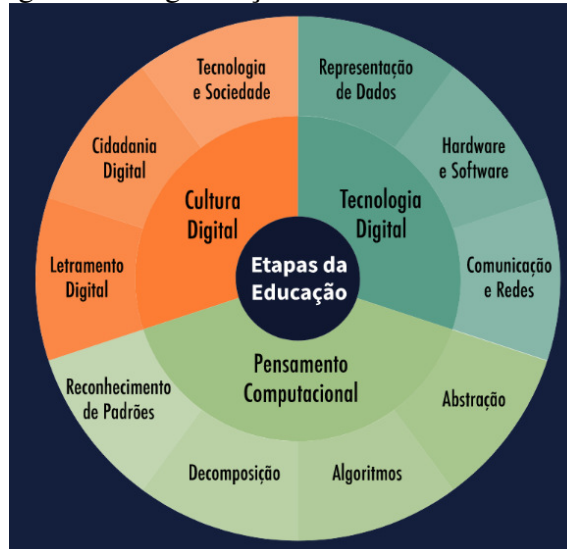 Tecnologia
e Sociedade
Representação
de Dados
Cidadania
Digital
Hardware
e Software
Cultura
Digital
Tecnologia
Digital
Letramento
Digital
Etapas da
Educação
Comunicação
e Redes
Pensamento
Computacional
Reconhecimento
de Padrões
Abstração
Decomposição
Algoritmos